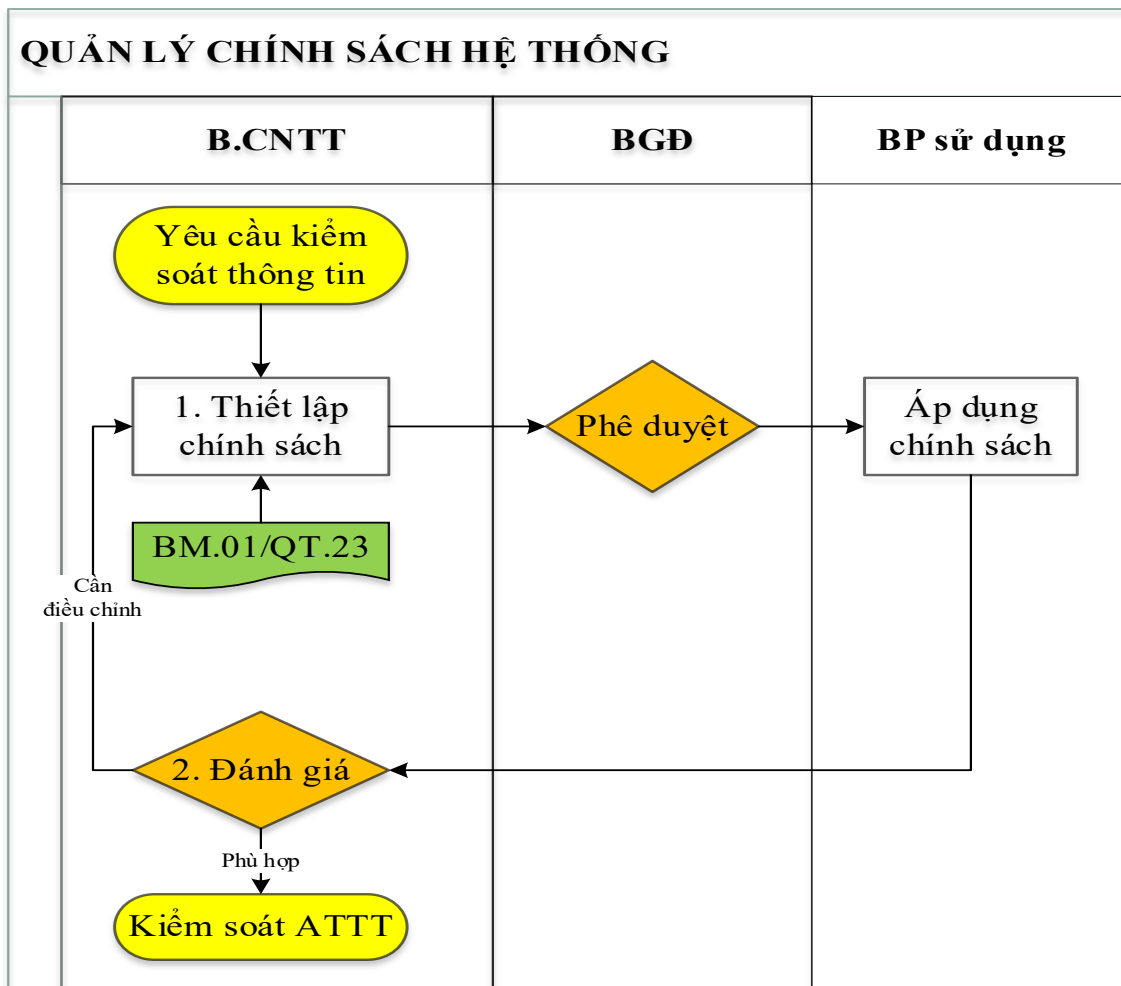 QUẢN LÝ CHÍNH SÁCH HỆ THỐNG
B.CNTT
BGĐ
BP sử dụng
Yêu cầu kiểm
soát thông tin
1. Thiết lập
chính sách
Phê duyệt
Áp dụng
chính sách
BM.01/QT.23
Cần
điều chỉnh
2. Đánh giá
Phù hợp
Kiểm soát ATTT